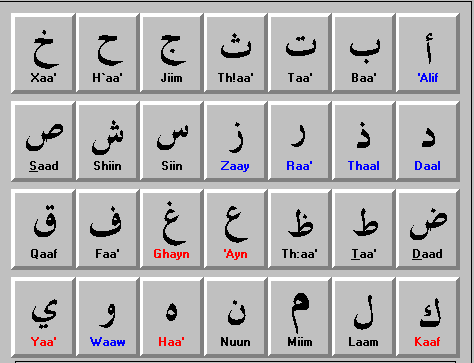 أ ب ت ث ج ح خ
Xaa' H`aa' Jiim Th!aa' Taa' Baa' 'Alif
د ذ ر ز س ش ص
Saad Shiin Siin Zaay Raa' Thaal Daal
ض ط ظ ع غ ف ق
Qaaf Faa' Ghayn 'Ayn Th:aa' Taa' Daad
ك ل م ن ه و ي
Yaa' Waaw Haa' Nuun Miim Laam Kaaf